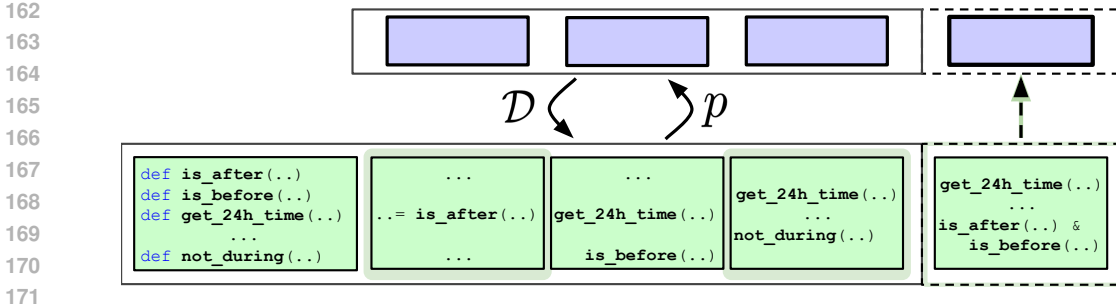 162
163
164
165
166
167
168
169
170
171
D
p
def is_after(..)
def is_before(..)
def get_24h_time(..)
...
def not_during(..)
...
..= is_after(..)
...
...
get_24h_time(..)
is_before(..)
get_24h_time(..)
...
not_during(..)
get_24h_time(..)
...
is_after(..) &
is_before(..)